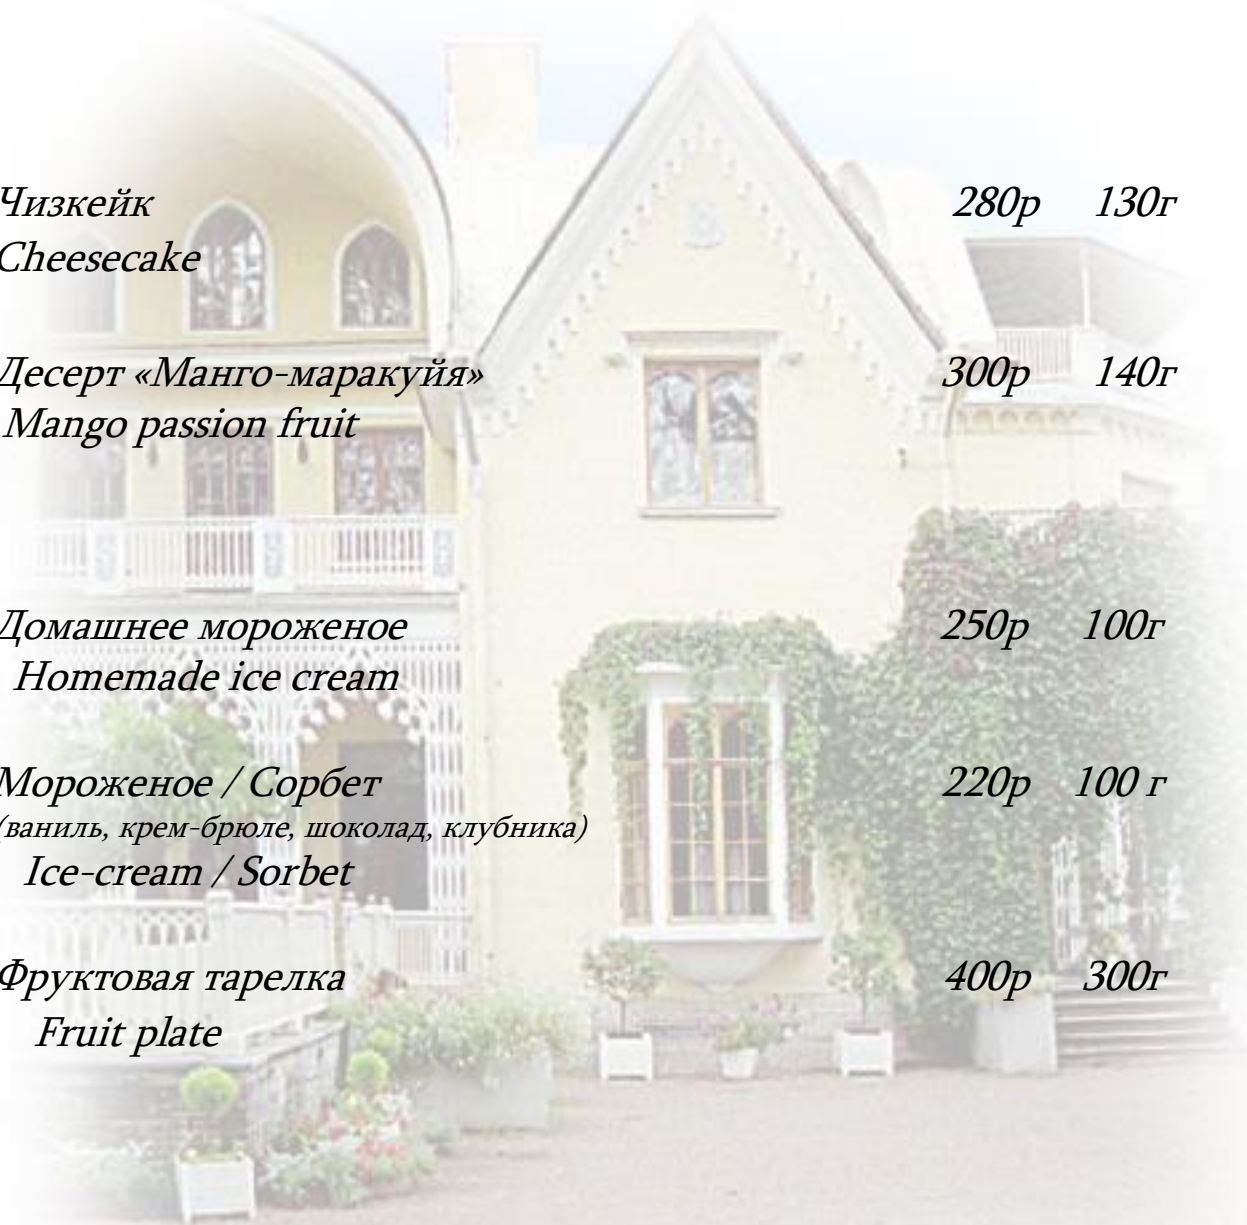 Чизкейк 280р 130г
Cheesecake
Десерт «Манго-маракуйя» 300р 140г
Mango passion fruit
Домашнее мороженое 250р 100г
Homemade ice cream
Мороженое / Сорбет 220р 100 г
(ваниль, крем-брюле, шоколад, клубника)
Ice-cream / Sorbet
Фруктовая тарелка 400р 300г
Fruit plate